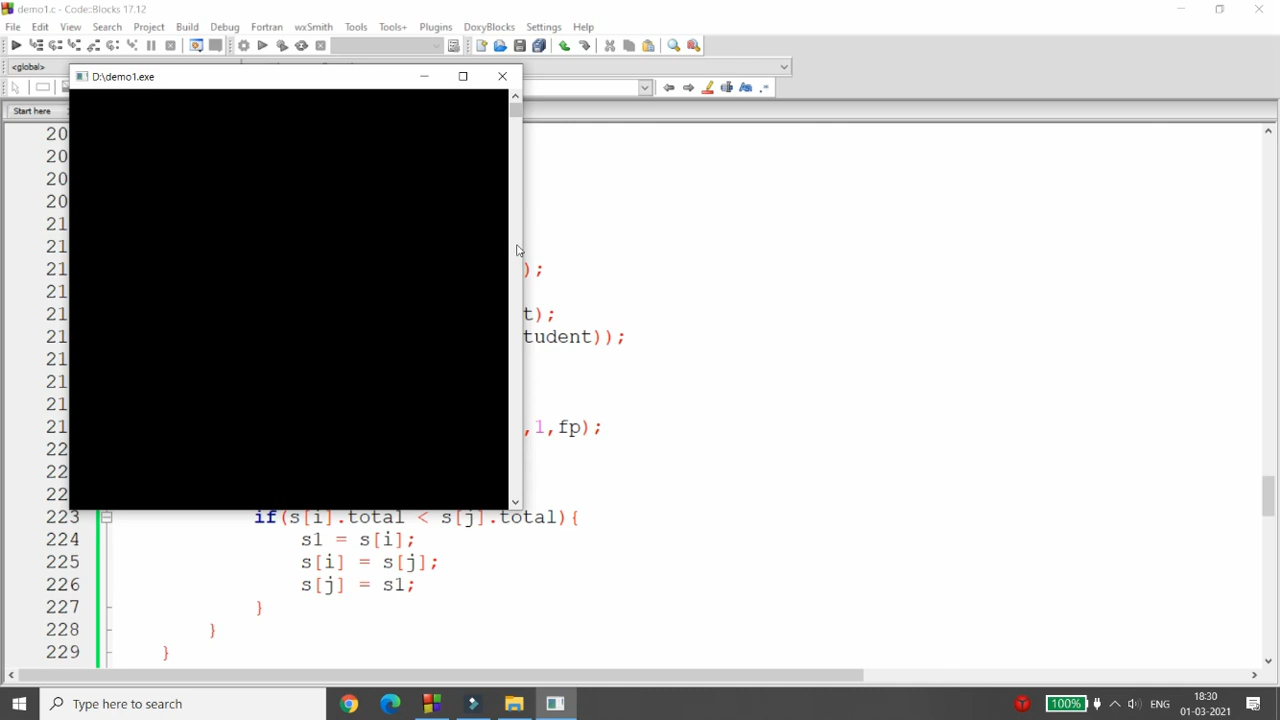 demo1.c - Code::Blocks 17.12
File Edit View Search Project Build Debug Fortran wxSmith Tools Tools+ Plugins DoxyBlocks Settings Help
<global>
D:\demo1.exe
Start here
20
20
20
20
21
21
21 );
21
21 t);
21 tudent));
21
21
21
21 ,1,fp);
22
22
22
223 if(s[i].total < s[j].total){
224 s1 = s[i];
225 s[i] = s[j];
226 s[j] = s1;
227 }
228 }
229 }
Type here to search
100%
ENG
18:30
01-03-2021